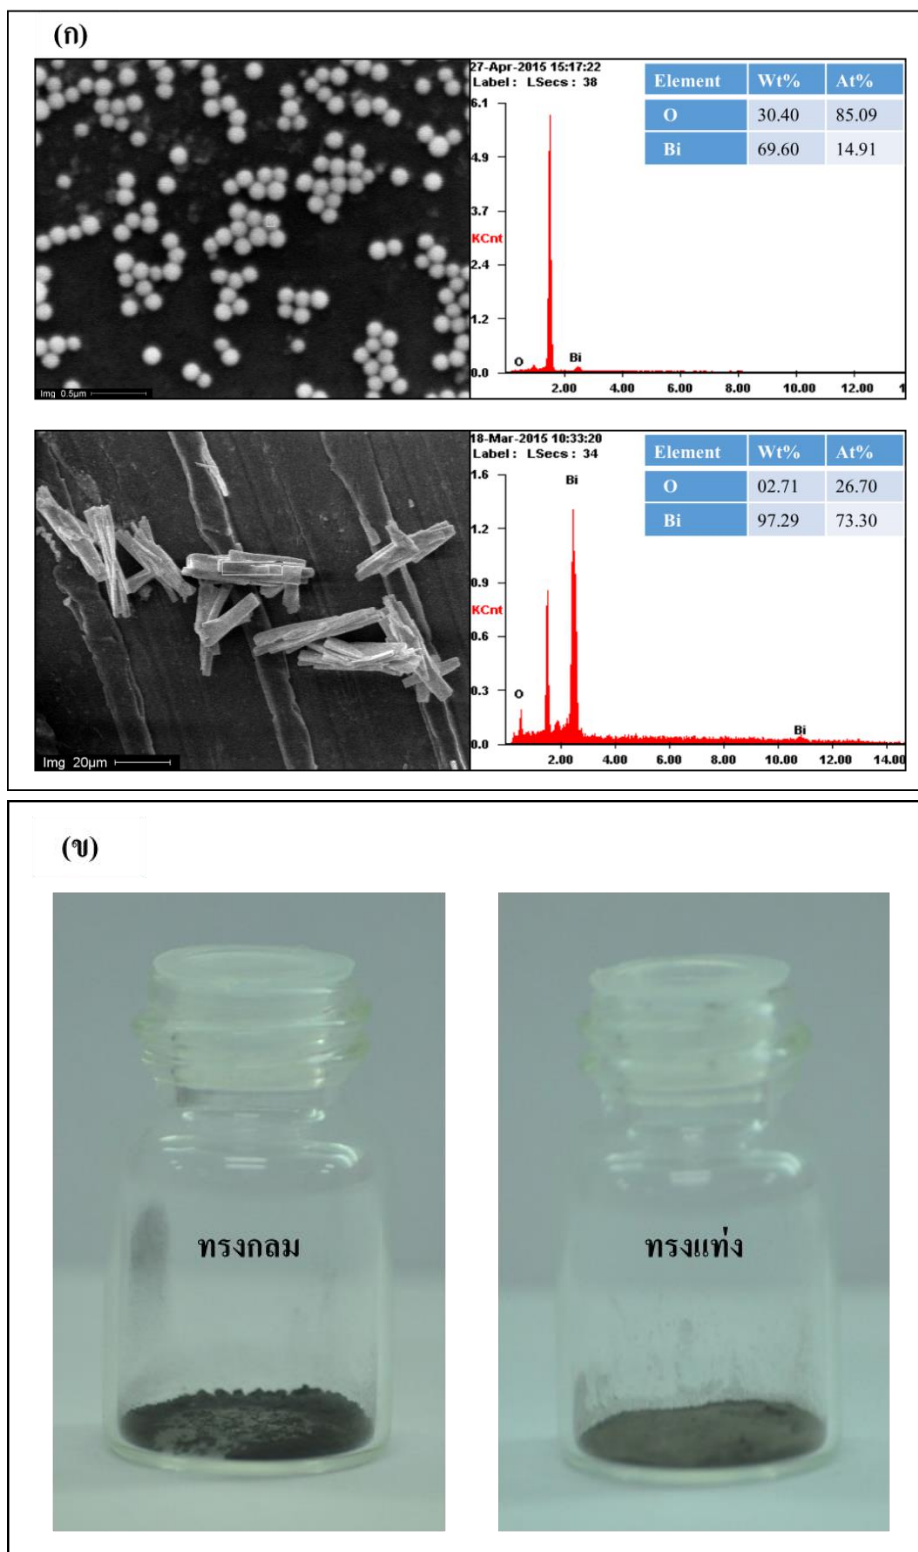 (ก)
27-Apr-2015 15:17:22
Label : LSecs : 38
6.1
4.9
3.7
KCnt
2.4
1.2
0.0
O
Bi
2.00 4.00 6.00 8.00 10.00 12.00 1
Element Wt% At%
O 30.40 85.09
Bi 69.60 14.91
Img 0.5µm
18-Mar-2015 10:33:20
Label : LSecs : 34
1.6
1.2
0.9
KCnt
0.6
0.3
0.0
O
Bi
Bi
2.00 4.00 6.00 8.00 10.00 12.00 14.00
Element Wt% At%
O 02.71 26.70
Bi 97.29 73.30
Img 20µm
(ข)
ทรงกลม
ทรงแท่ง